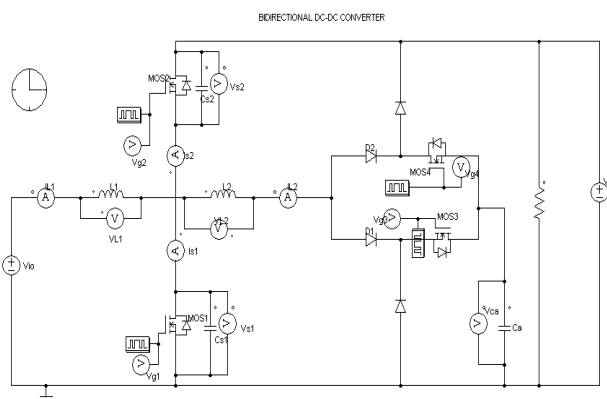 BIDIRECTIONAL DC-DC CONVERTER
MOS2
Cs2
Vs2
Vg2
Is2
IL1
L1
L2
IL2
VL1
VL2
D2
MOS4
Vg4
Vg3
MOS3
D1
Is1
Vio
MOS1
Cs1
Vs1
Vg1
Vca
Ca
V
A
A
A
A
V
V
V
V
V
V
V
V
V